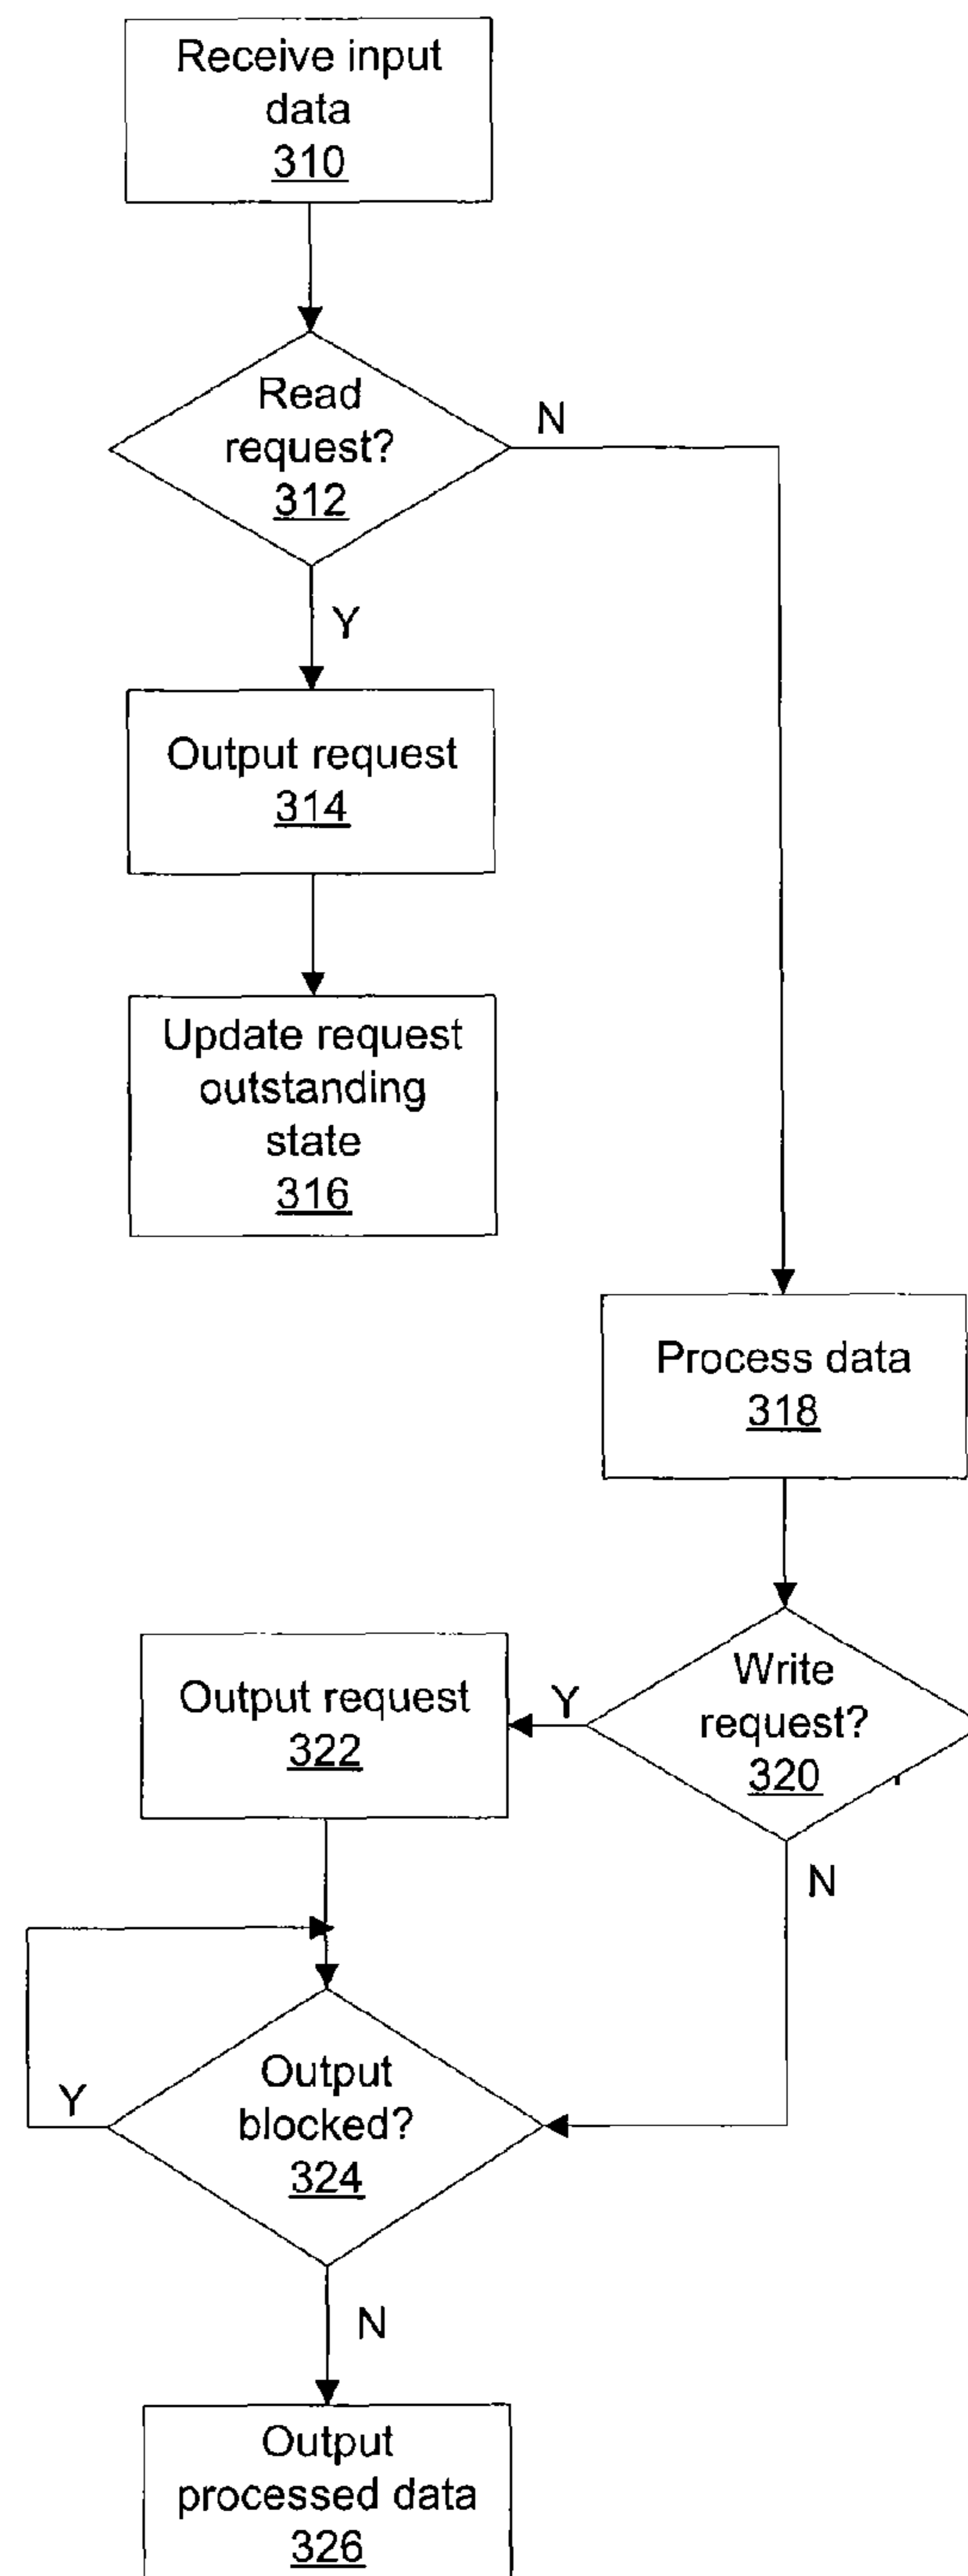 Receive input
data
310
Read
request?
312
N
Y
Output request
314
Update request
outstanding
state
316
Process data
318
Write
request?
320
Y
N
Output request
322
Output
blocked?
324
Y
N
Output
processed data
326